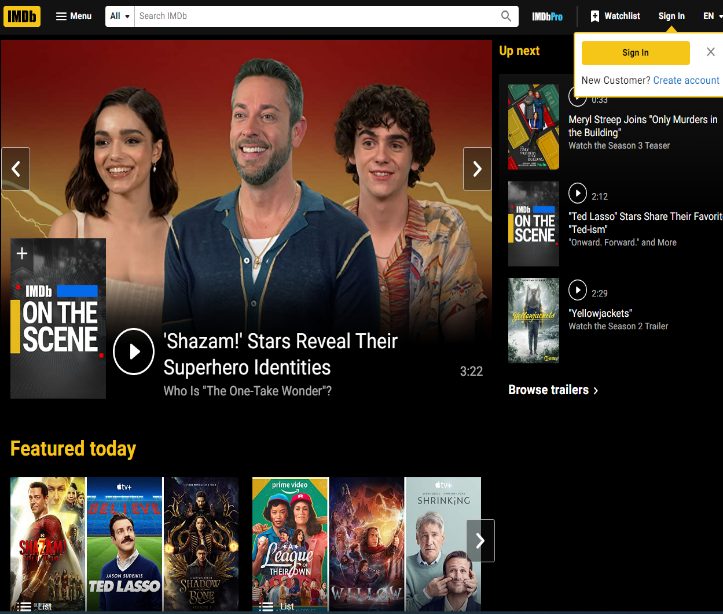 IMDb
Menu
All
Search IMDb
IMDbPro
Watchlist
Sign In
EN
Sign In
New Customer? Create account
Up next
0:33
Meryl Streep Joins "Only Murders in
the Building"
Watch the Season 3 Teaser
2:12
"Ted Lasso" Stars Share Their Favorit
"Ted-ism"
"Onward. Forward." and More
IMDb
ON THE
SCENE
2:29
"Yellowjackets"
Watch the Season 2 Trailer
Yellowjackets
Browse trailers
IMDb
ON THE
SCENE
'Shazam!' Stars Reveal Their
Superhero Identities
Who Is "The One-Take Wonder"?
3:22
Featured today
SHAZAM!
List
tv+
BELIEVE
JASON SUDEIKIS
TED LASSO
SHADOW
AND
BONE
prime video
A
League
OF THEIR OWN
List
WILLOW
tv+
SHRINKING